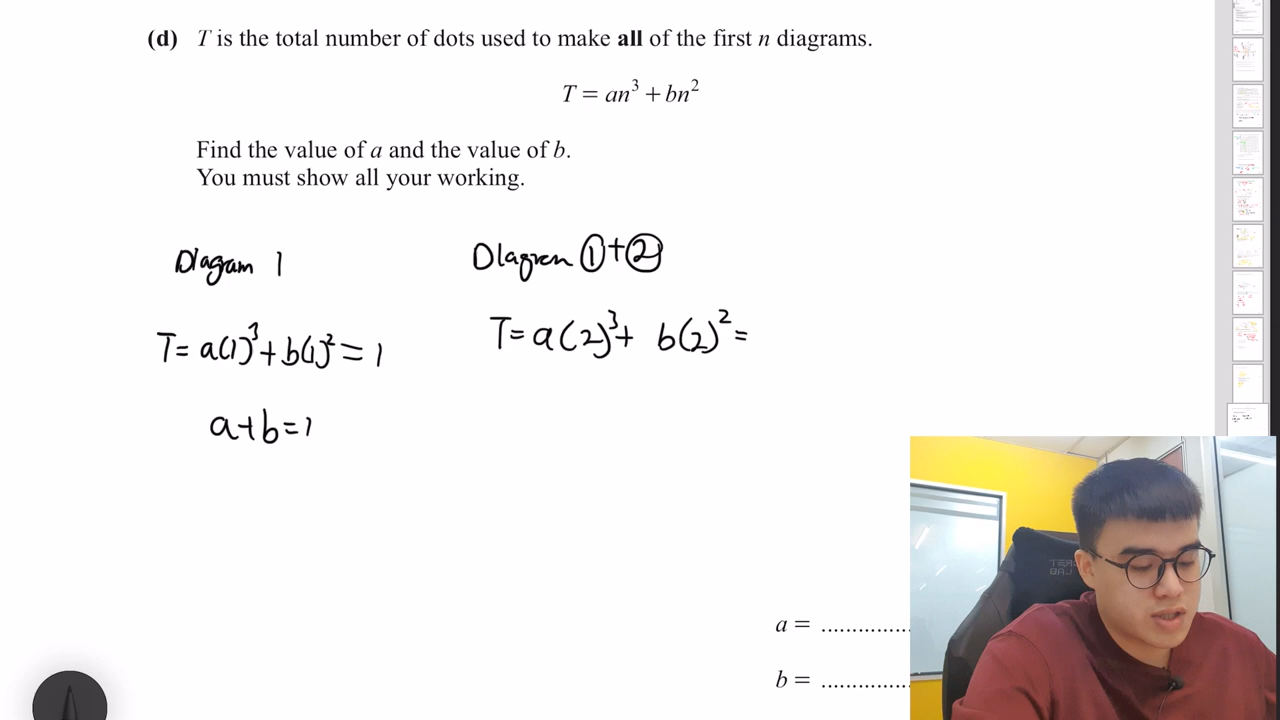 (d) T is the total number of dots used to make all of the first n diagrams.
T = an³ + bn²
Find the value of a and the value of b.
You must show all your working.
Diagram 1
Diagram ①+②
T= a(1)³+b(1)²=1
T= a(2)³+ b(2)²=
a+b=1
a = ..............
b = ..............